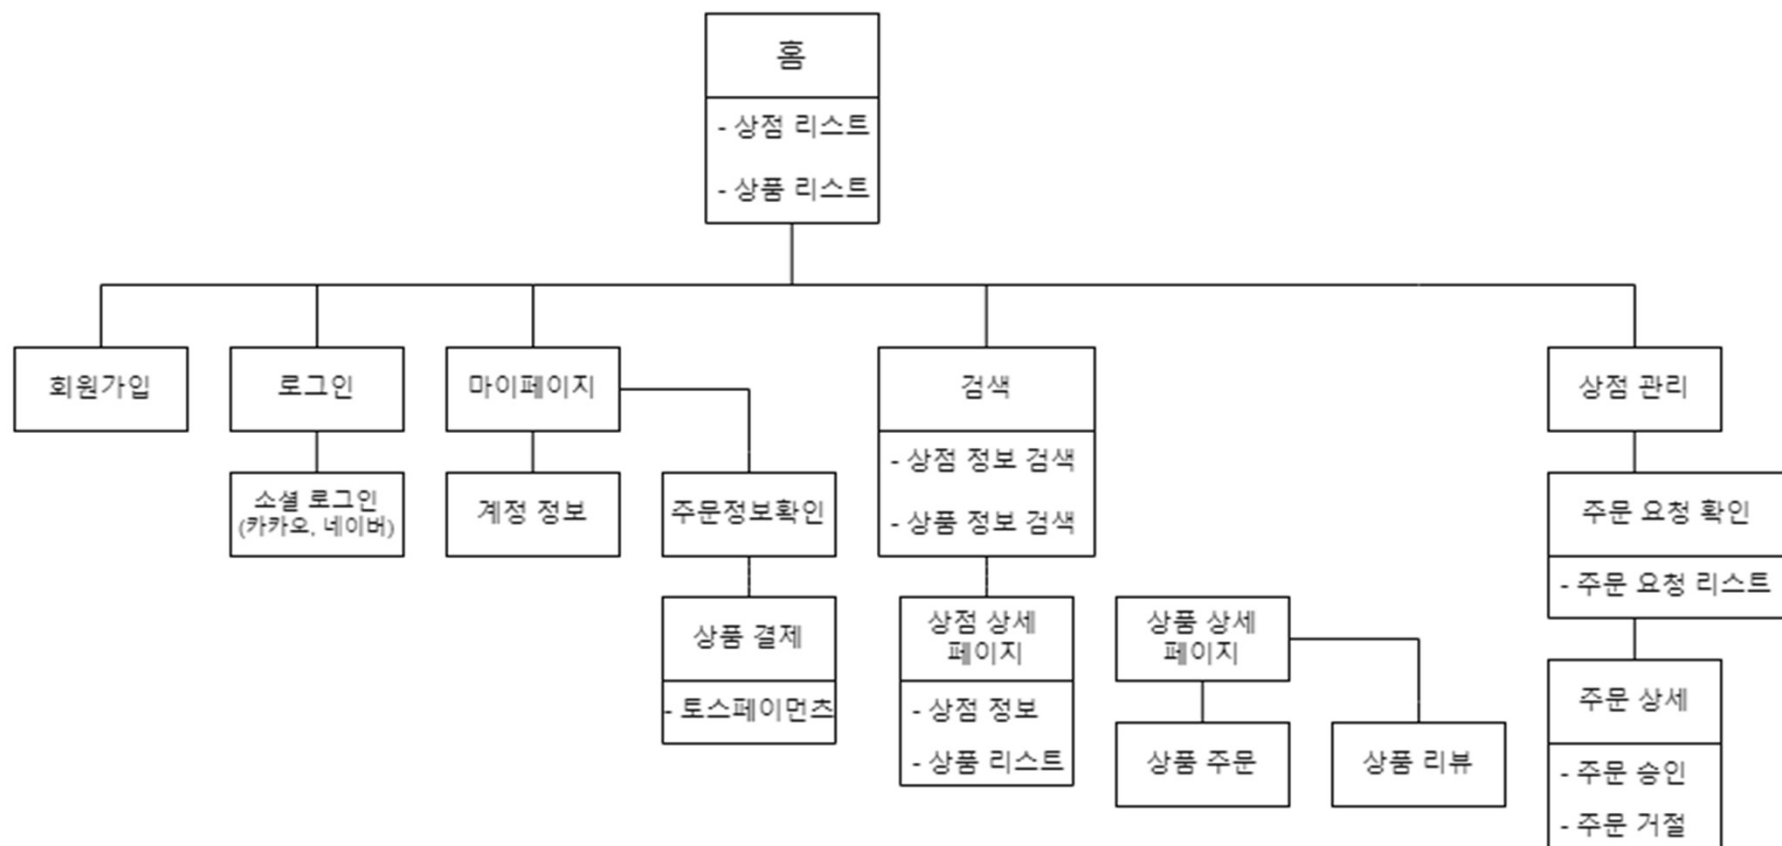 홈
- 상점 리스트
- 상품 리스트
회원가입
로그인
마이페이지
검색
상점 관리
- 상점 정보 검색
- 상품 정보 검색
소셜 로그인
(카카오, 네이버)
계정 정보
주문정보확인
주문 요청 확인
- 주문 요청 리스트
상품 결제
- 토스페이먼츠
상점 상세
페이지
- 상점 정보
- 상품 리스트
상품 상세
페이지
상품 주문
상품 리뷰
주문 상세
- 주문 승인
- 주문 거절